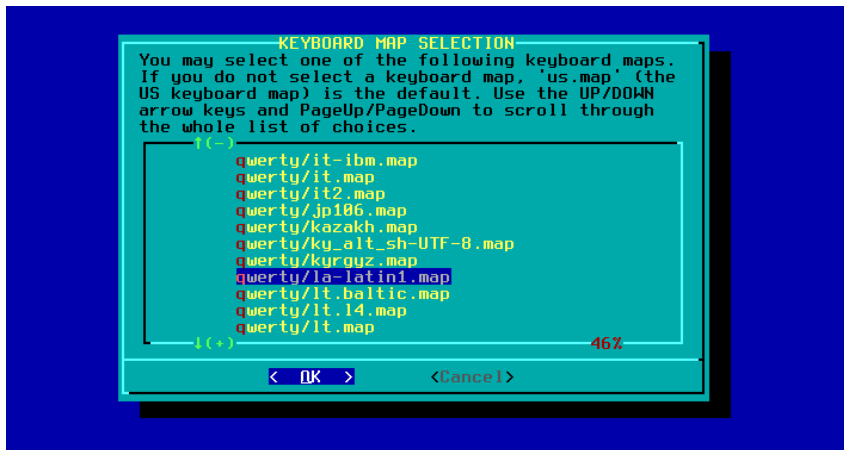 KEYBOARD MAP SELECTION
You may select one of the following keyboard maps.
If you do not select a keyboard map, 'us.map' (the
US keyboard map) is the default. Use the UP/DOWN
arrow keys and PageUp/PageDown to scroll through
the whole list of choices.
↑(-)
qwerty/it-ibm.map
qwerty/it.map
qwerty/it2.map
qwerty/jp106.map
qwerty/kazakh.map
qwerty/ky_alt_sh-UTF-8.map
qwerty/kyrgyz.map
qwerty/la-latin1.map
qwerty/lt.baltic.map
qwerty/lt.l4.map
qwerty/lt.map
↓(+) 46%
< OK > <Cancel>